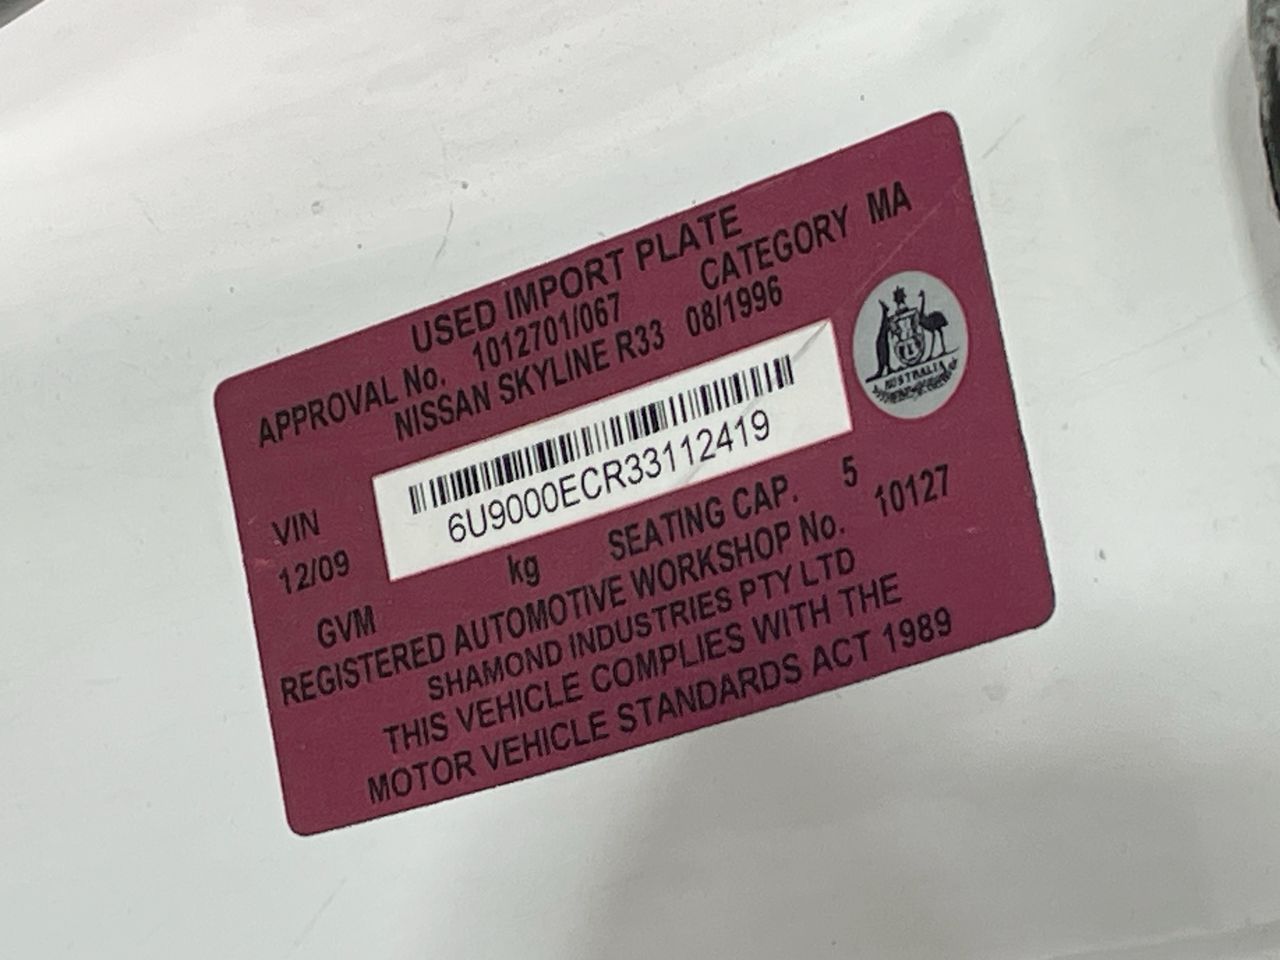 USED IMPORT PLATE
APPROVAL No. 1012701/067 CATEGORY MA
NISSAN SKYLINE R33 08/1996
AUSTRALIA
VIN 6U9000ECR33112419
12/09
GVM kg SEATING CAP. 5
REGISTERED AUTOMOTIVE WORKSHOP No. 10127
SHAMOND INDUSTRIES PTY LTD
THIS VEHICLE COMPLIES WITH THE
MOTOR VEHICLE STANDARDS ACT 1989